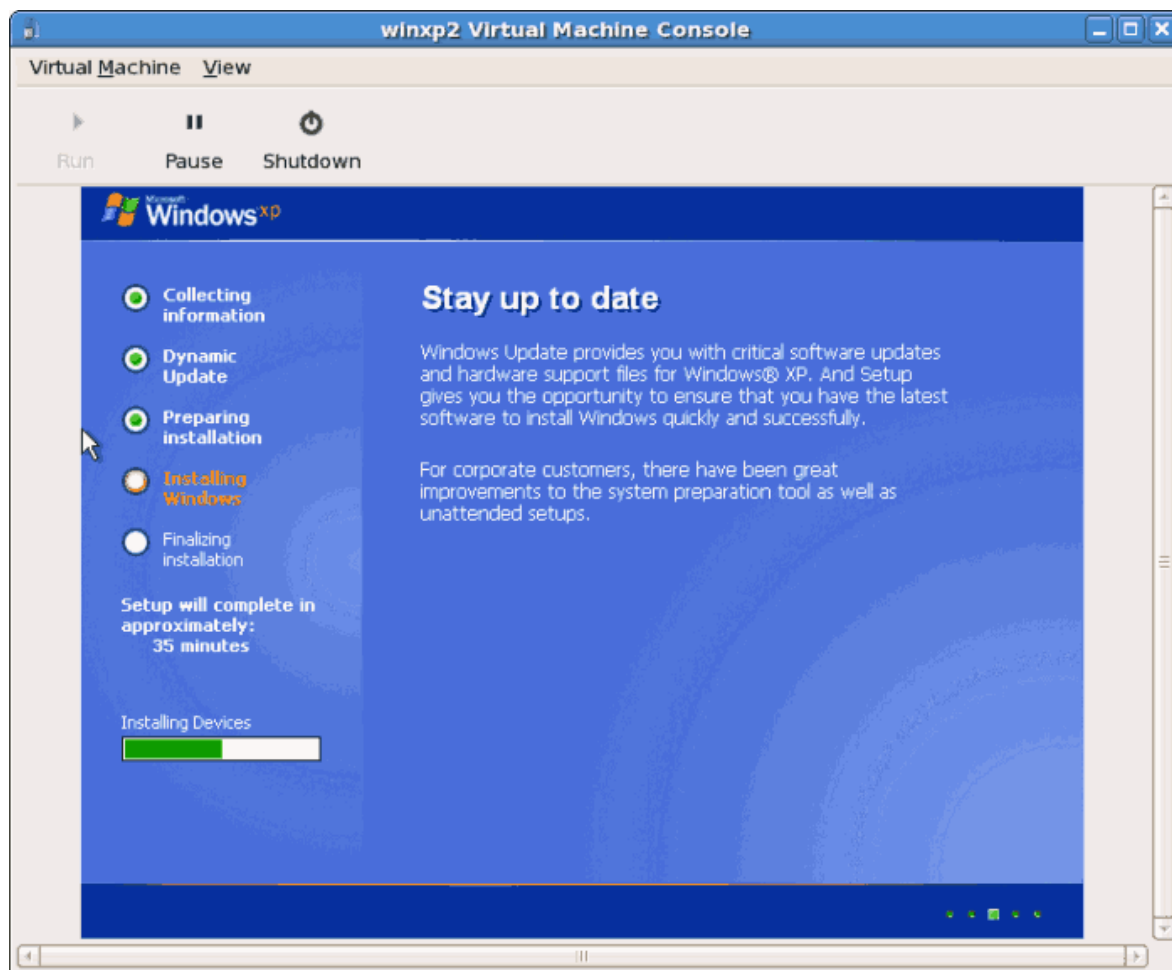 winxp2 Virtual Machine Console
Virtual Machine View
Run Pause Shutdown
Microsoft
Windows xp
Collecting
information
Dynamic
Update
Preparing
installation
Installing
Windows
Finalizing
installation
Setup will complete in
approximately:
35 minutes
Installing Devices
Stay up to date
Windows Update provides you with critical software updates
and hardware support files for Windows® XP. And Setup
gives you the opportunity to ensure that you have the latest
software to install Windows quickly and successfully.
For corporate customers, there have been great
improvements to the system preparation tool as well as
unattended setups.